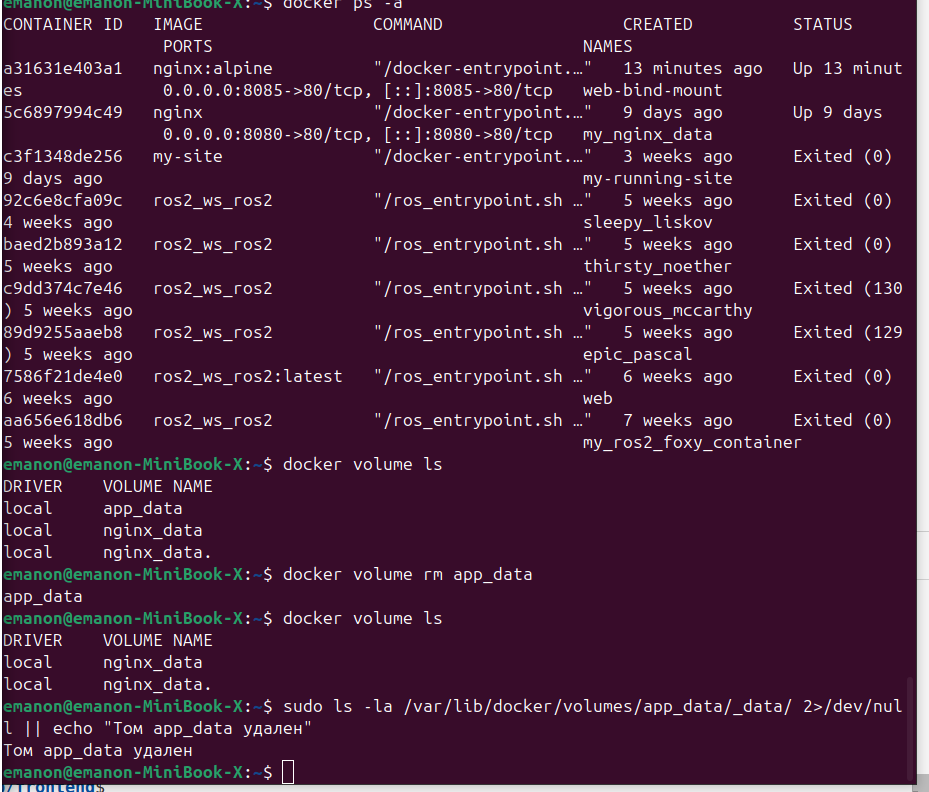 emanon@emanon-MiniBook-X:~$ docker ps -a
CONTAINER ID   IMAGE                 COMMAND                  CREATED          STATUS
                PORTS                                     NAMES
a31631e403a1   nginx:alpine          "/docker-entrypoint.…"   13 minutes ago   Up 13 minut
es              0.0.0.0:8085->80/tcp, [::]:8085->80/tcp   web-bind-mount
5c6897994c49   nginx                 "/docker-entrypoint.…"   9 days ago       Up 9 days
                0.0.0.0:8080->80/tcp, [::]:8080->80/tcp   my_nginx_data
c3f1348de256   my-site               "/docker-entrypoint.…"   3 weeks ago      Exited (0)
9 days ago                                                my-running-site
92c6e8cfa09c   ros2_ws_ros2          "/ros_entrypoint.sh …"   5 weeks ago      Exited (0)
4 weeks ago                                               sleepy_liskov
baed2b893a12   ros2_ws_ros2          "/ros_entrypoint.sh …"   5 weeks ago      Exited (0)
5 weeks ago                                               thirsty_noether
c9dd374c7e46   ros2_ws_ros2          "/ros_entrypoint.sh …"   5 weeks ago      Exited (130
) 5 weeks ago                                             vigorous_mccarthy
89d9255aaeb8   ros2_ws_ros2          "/ros_entrypoint.sh …"   5 weeks ago      Exited (129
) 5 weeks ago                                             epic_pascal
7586f21de4e0   ros2_ws_ros2:latest   "/ros_entrypoint.sh …"   6 weeks ago      Exited (0)
6 weeks ago                                               web
aa656e618db6   ros2_ws_ros2          "/ros_entrypoint.sh …"   7 weeks ago      Exited (0)
5 weeks ago                                               my_ros2_foxy_container
emanon@emanon-MiniBook-X:~$ docker volume ls
DRIVER    VOLUME NAME
local     app_data
local     nginx_data
local     nginx_data.
emanon@emanon-MiniBook-X:~$ docker volume rm app_data
app_data
emanon@emanon-MiniBook-X:~$ docker volume ls
DRIVER    VOLUME NAME
local     nginx_data
local     nginx_data.
emanon@emanon-MiniBook-X:~$ sudo ls -la /var/lib/docker/volumes/app_data/_data/ 2>/dev/nul
l || echo "Том app_data удален"
Том app_data удален
emanon@emanon-MiniBook-X:~$
/frontend$